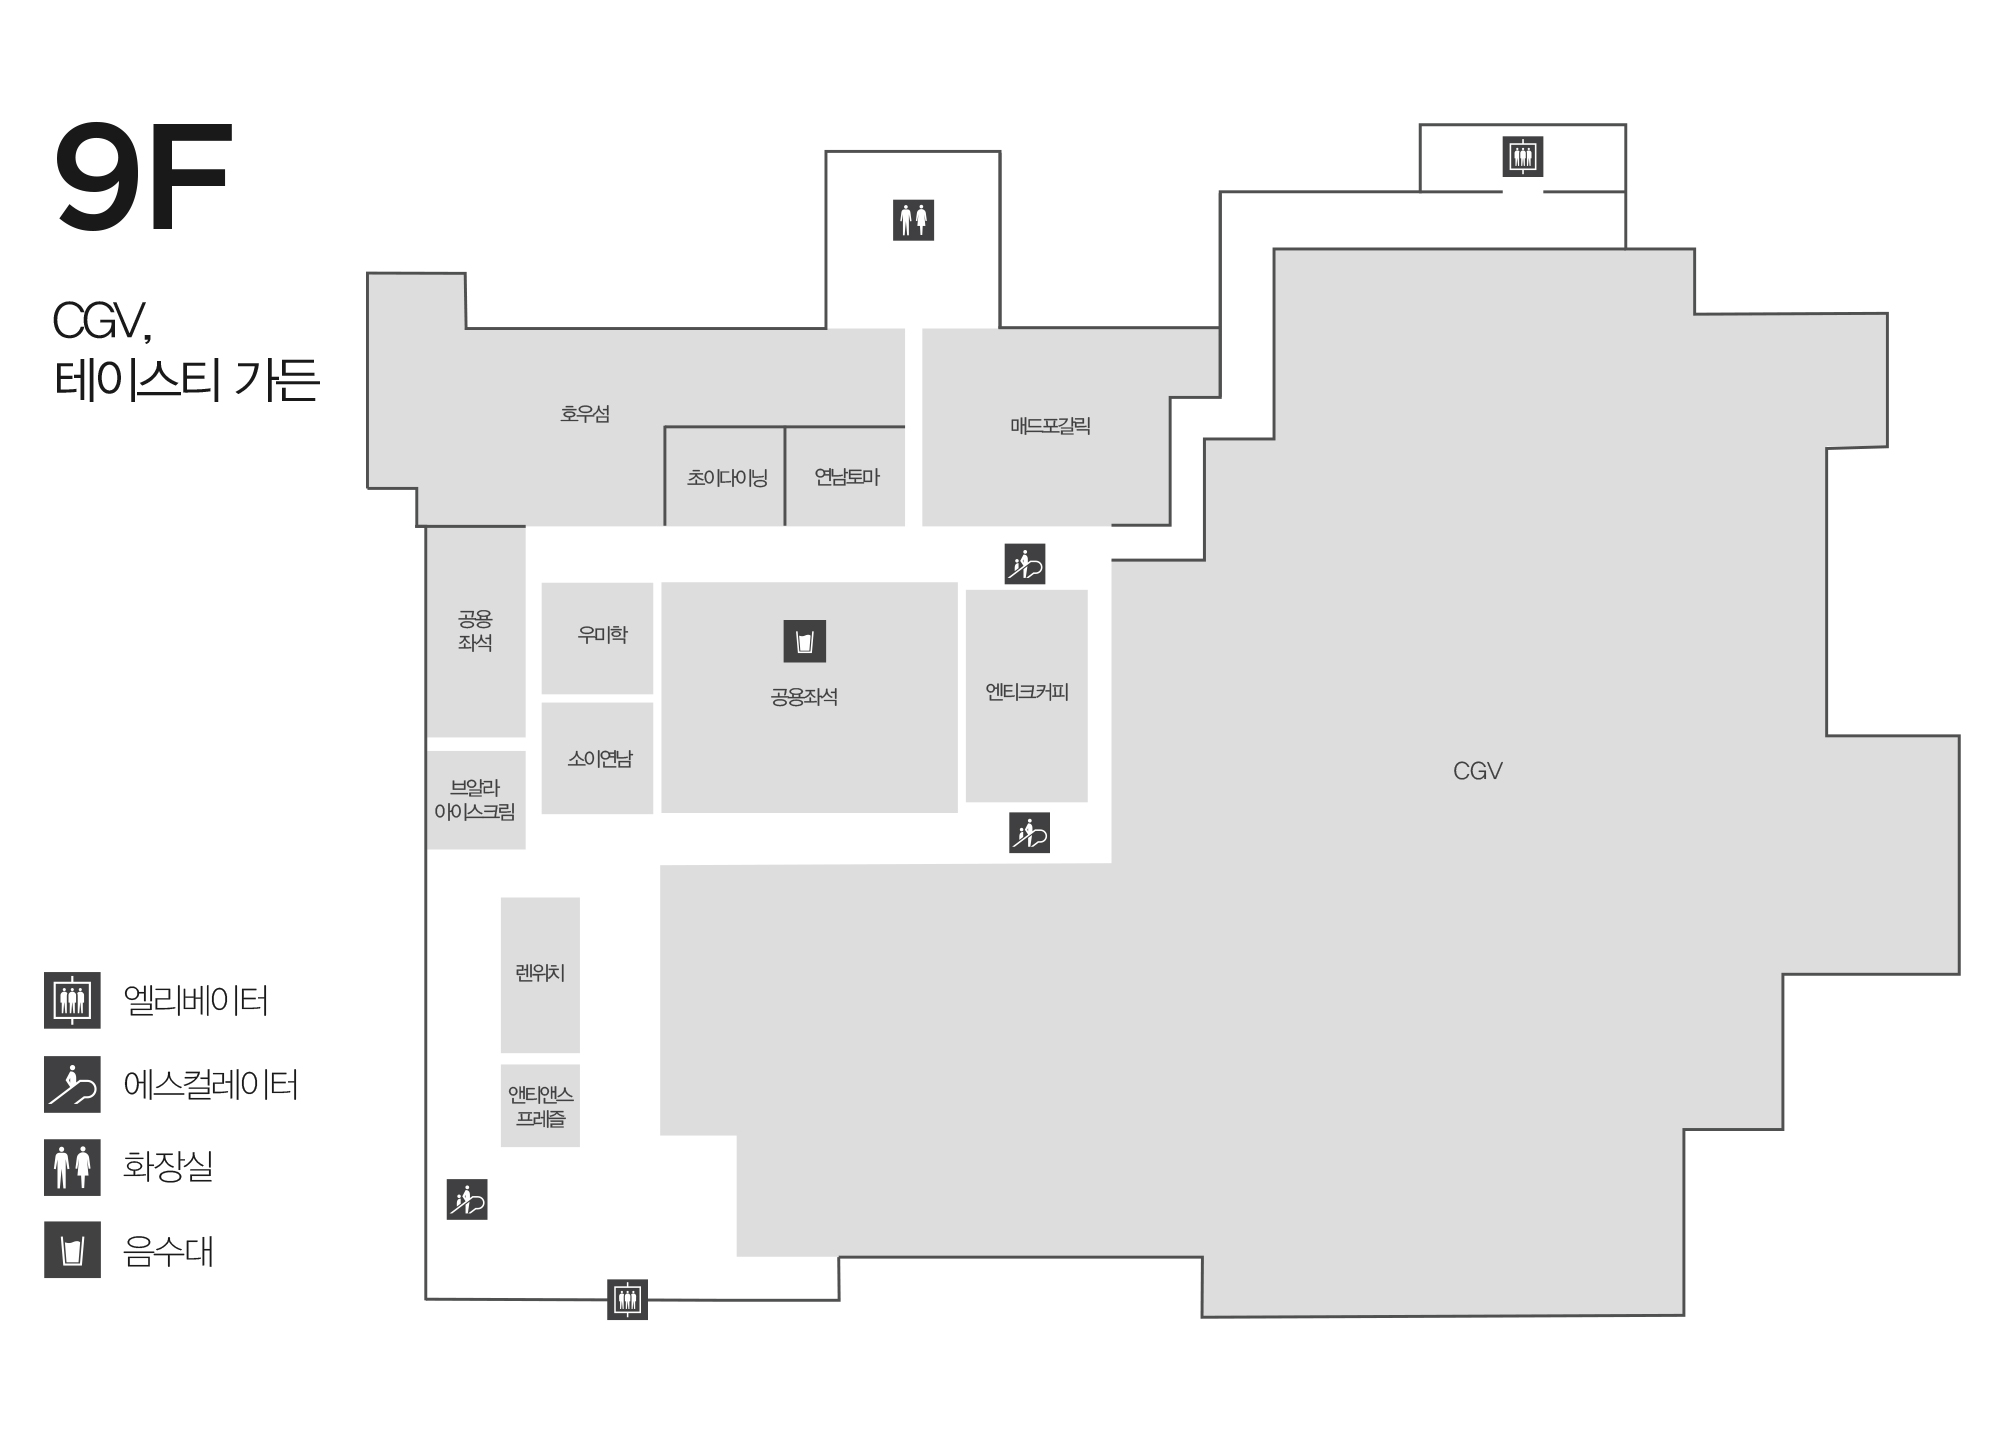 9F
CGV,
테이스티 가든
호우섬
매드포갈릭
초이다이닝
연남토마
공용
좌석
우미학
공용좌석
엔티크커피
소이연남
CGV
브알라
아이스크림
렌위치
앤티앤스
프레즐
엘리베이터
에스컬레이터
화장실
음수대